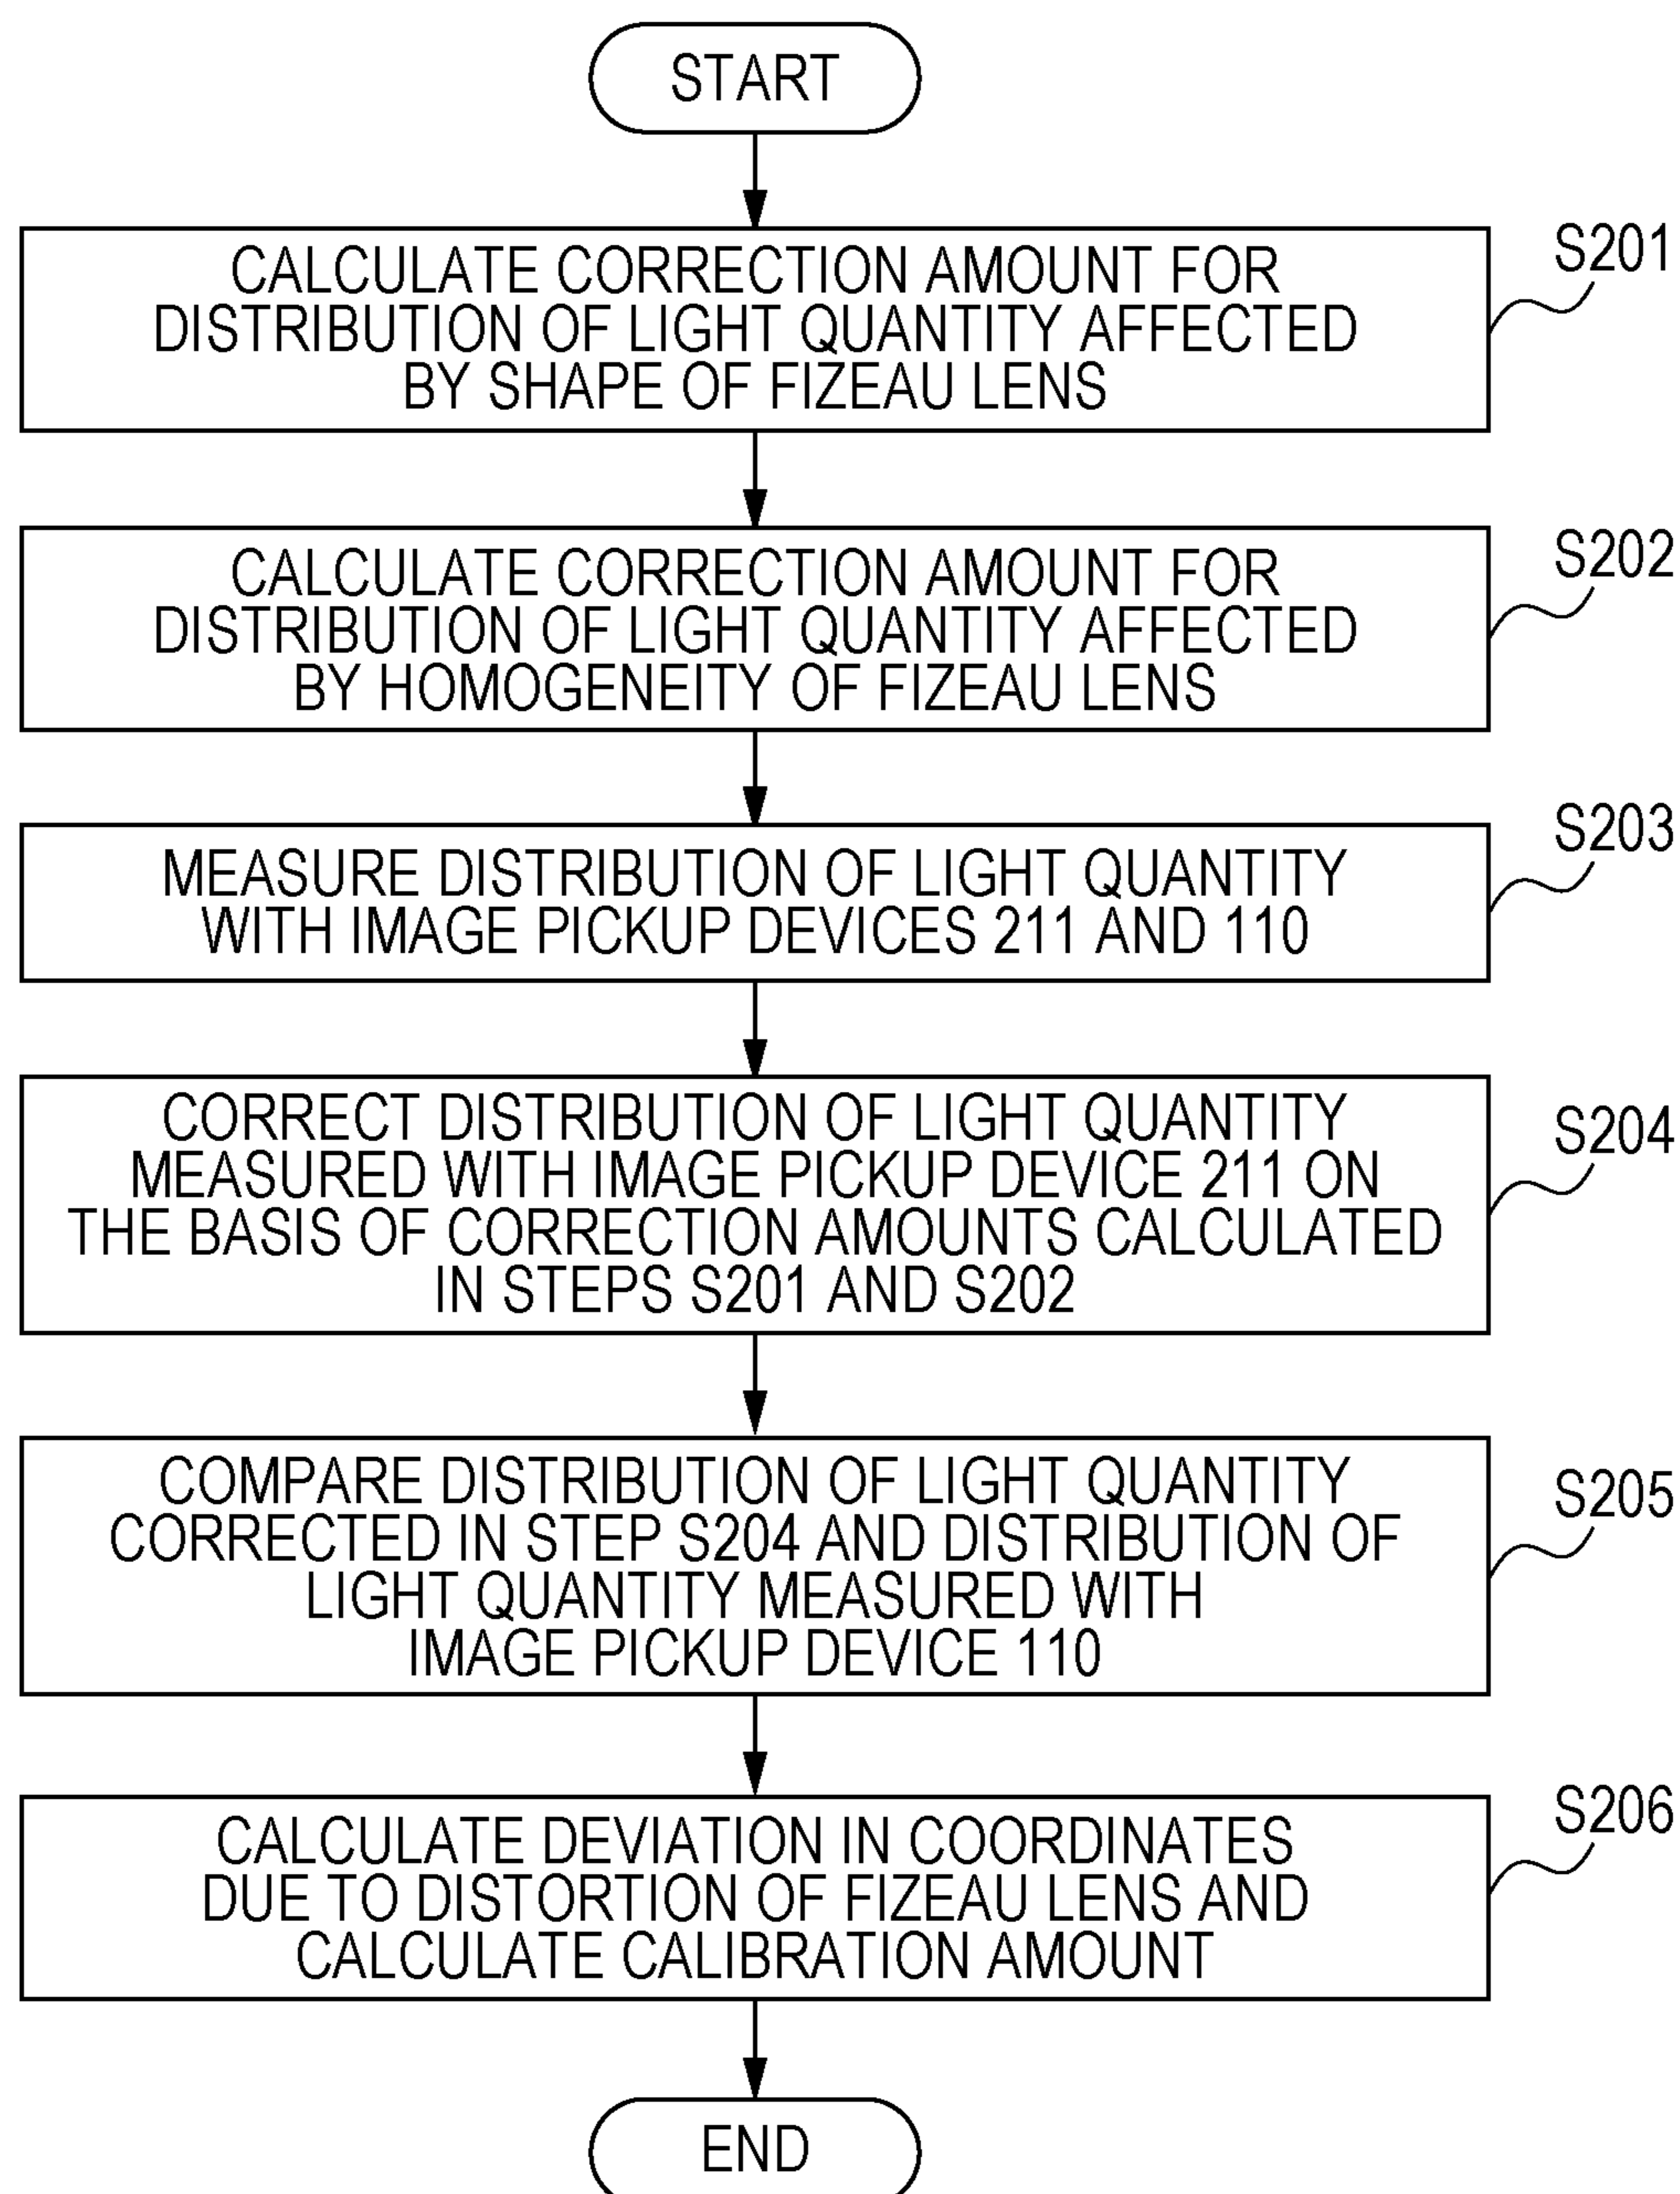 START
S201
CALCULATE CORRECTION AMOUNT FOR
DISTRIBUTION OF LIGHT QUANTITY AFFECTED
BY SHAPE OF FIZEAU LENS
S202
CALCULATE CORRECTION AMOUNT FOR
DISTRIBUTION OF LIGHT QUANTITY AFFECTED
BY HOMOGENEITY OF FIZEAU LENS
S203
MEASURE DISTRIBUTION OF LIGHT QUANTITY
WITH IMAGE PICKUP DEVICES 211 AND 110
S204
CORRECT DISTRIBUTION OF LIGHT QUANTITY
MEASURED WITH IMAGE PICKUP DEVICE 211 ON
THE BASIS OF CORRECTION AMOUNTS CALCULATED
IN STEPS S201 AND S202
S205
COMPARE DISTRIBUTION OF LIGHT QUANTITY
CORRECTED IN STEP S204 AND DISTRIBUTION OF
LIGHT QUANTITY MEASURED WITH
IMAGE PICKUP DEVICE 110
S206
CALCULATE DEVIATION IN COORDINATES
DUE TO DISTORTION OF FIZEAU LENS AND
CALCULATE CALIBRATION AMOUNT
END